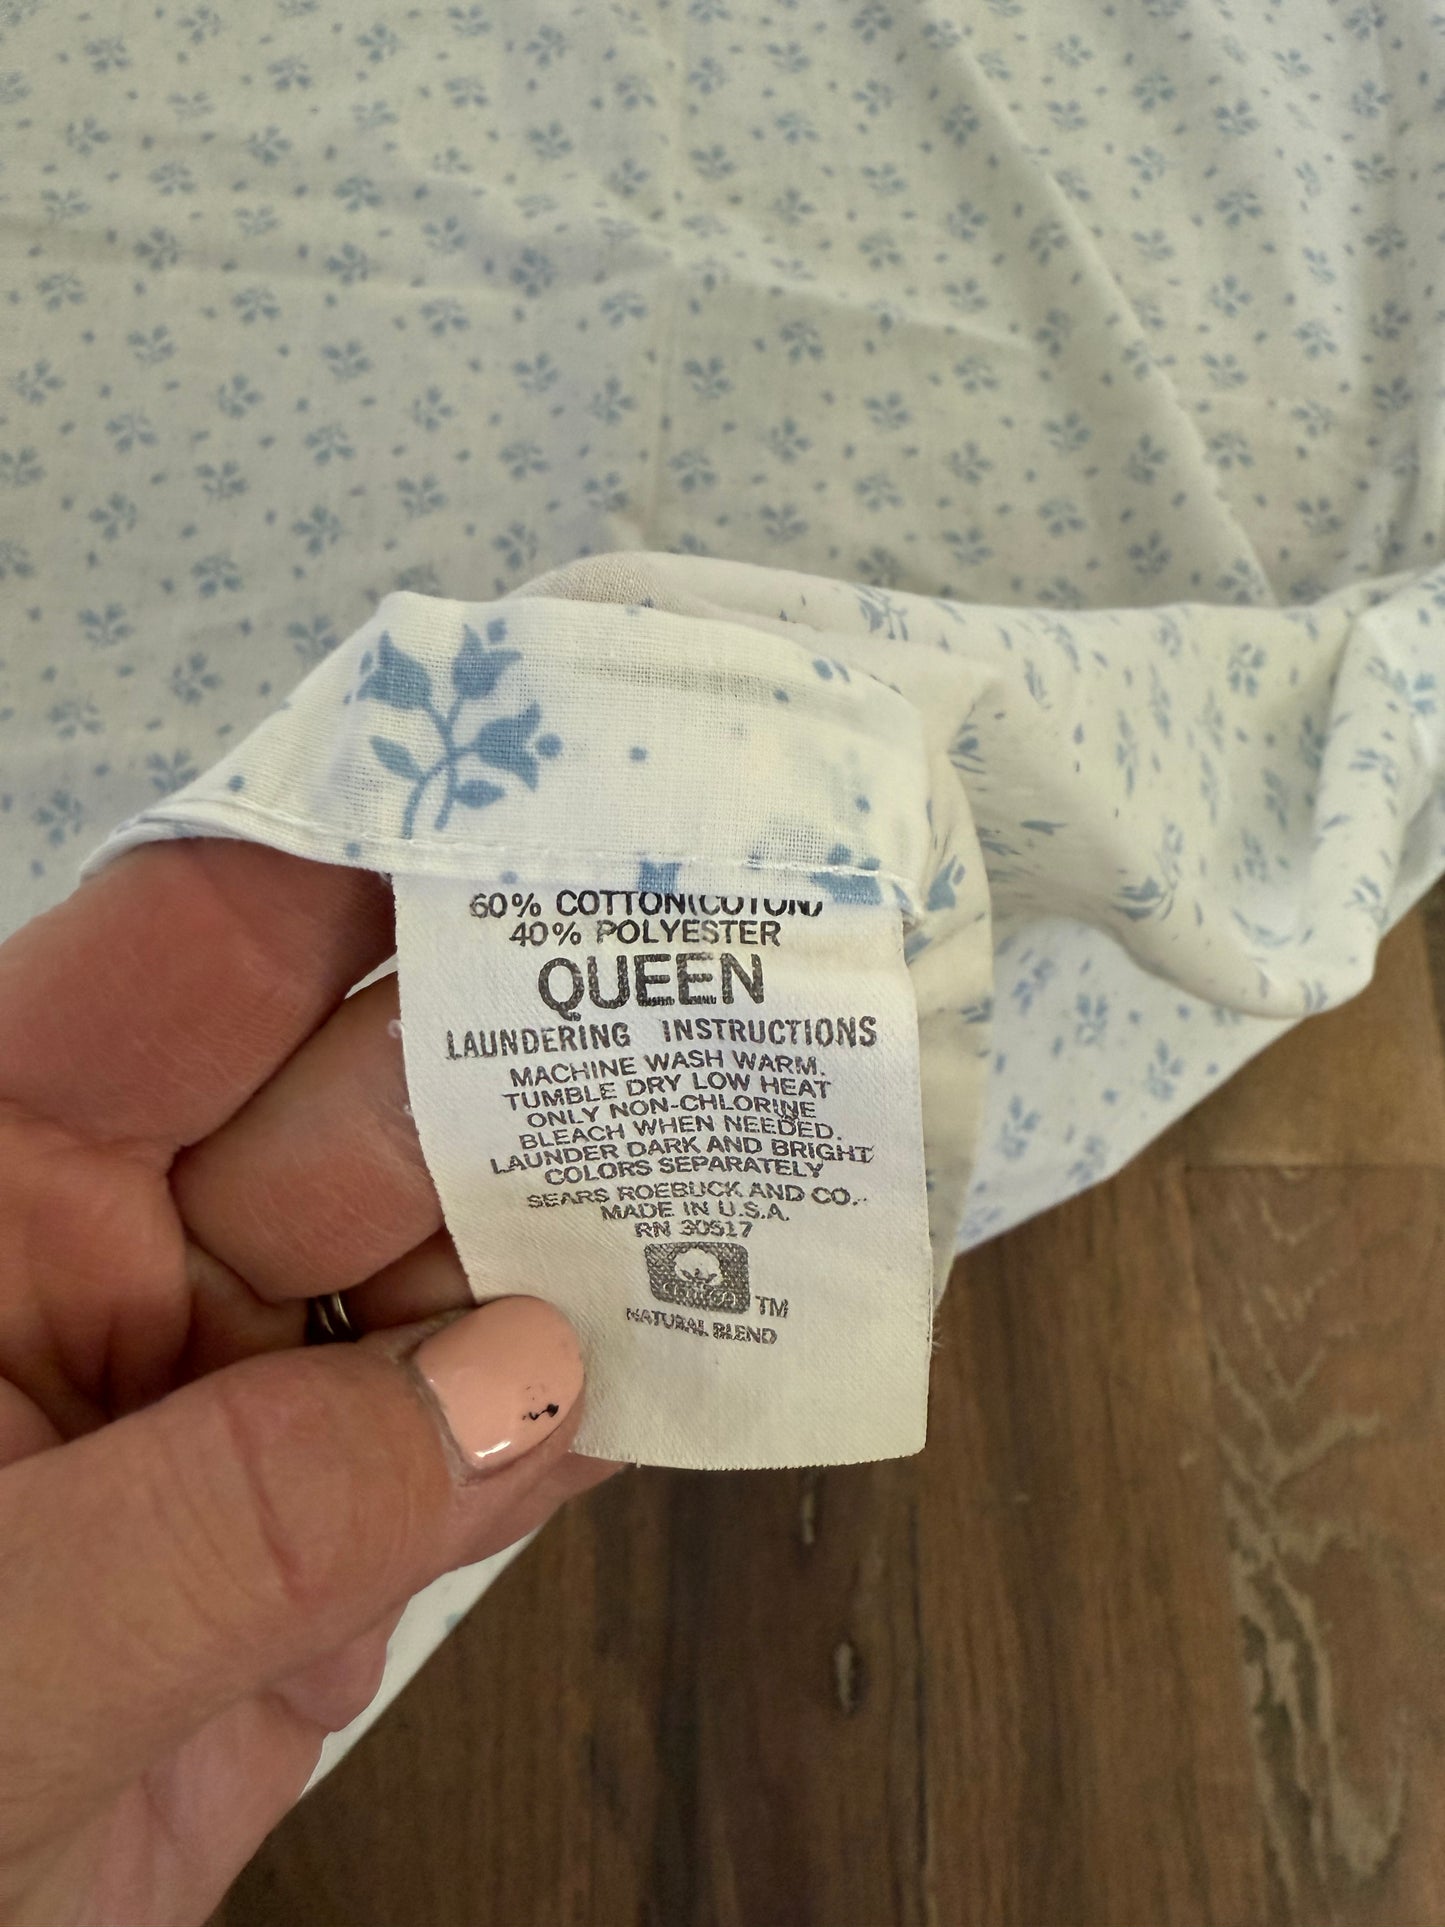 60% COTTON(COTON)
40% POLYESTER
QUEEN
LAUNDERING INSTRUCTIONS
MACHINE WASH WARM.
TUMBLE DRY LOW HEAT
ONLY NON-CHLORINE
BLEACH WHEN NEEDED.
LAUNDER DARK AND BRIGHT
COLORS SEPARATELY
SEARS ROEBUCK AND CO.
MADE IN U.S.A.
RN 30517
TM
NATURAL BLEND